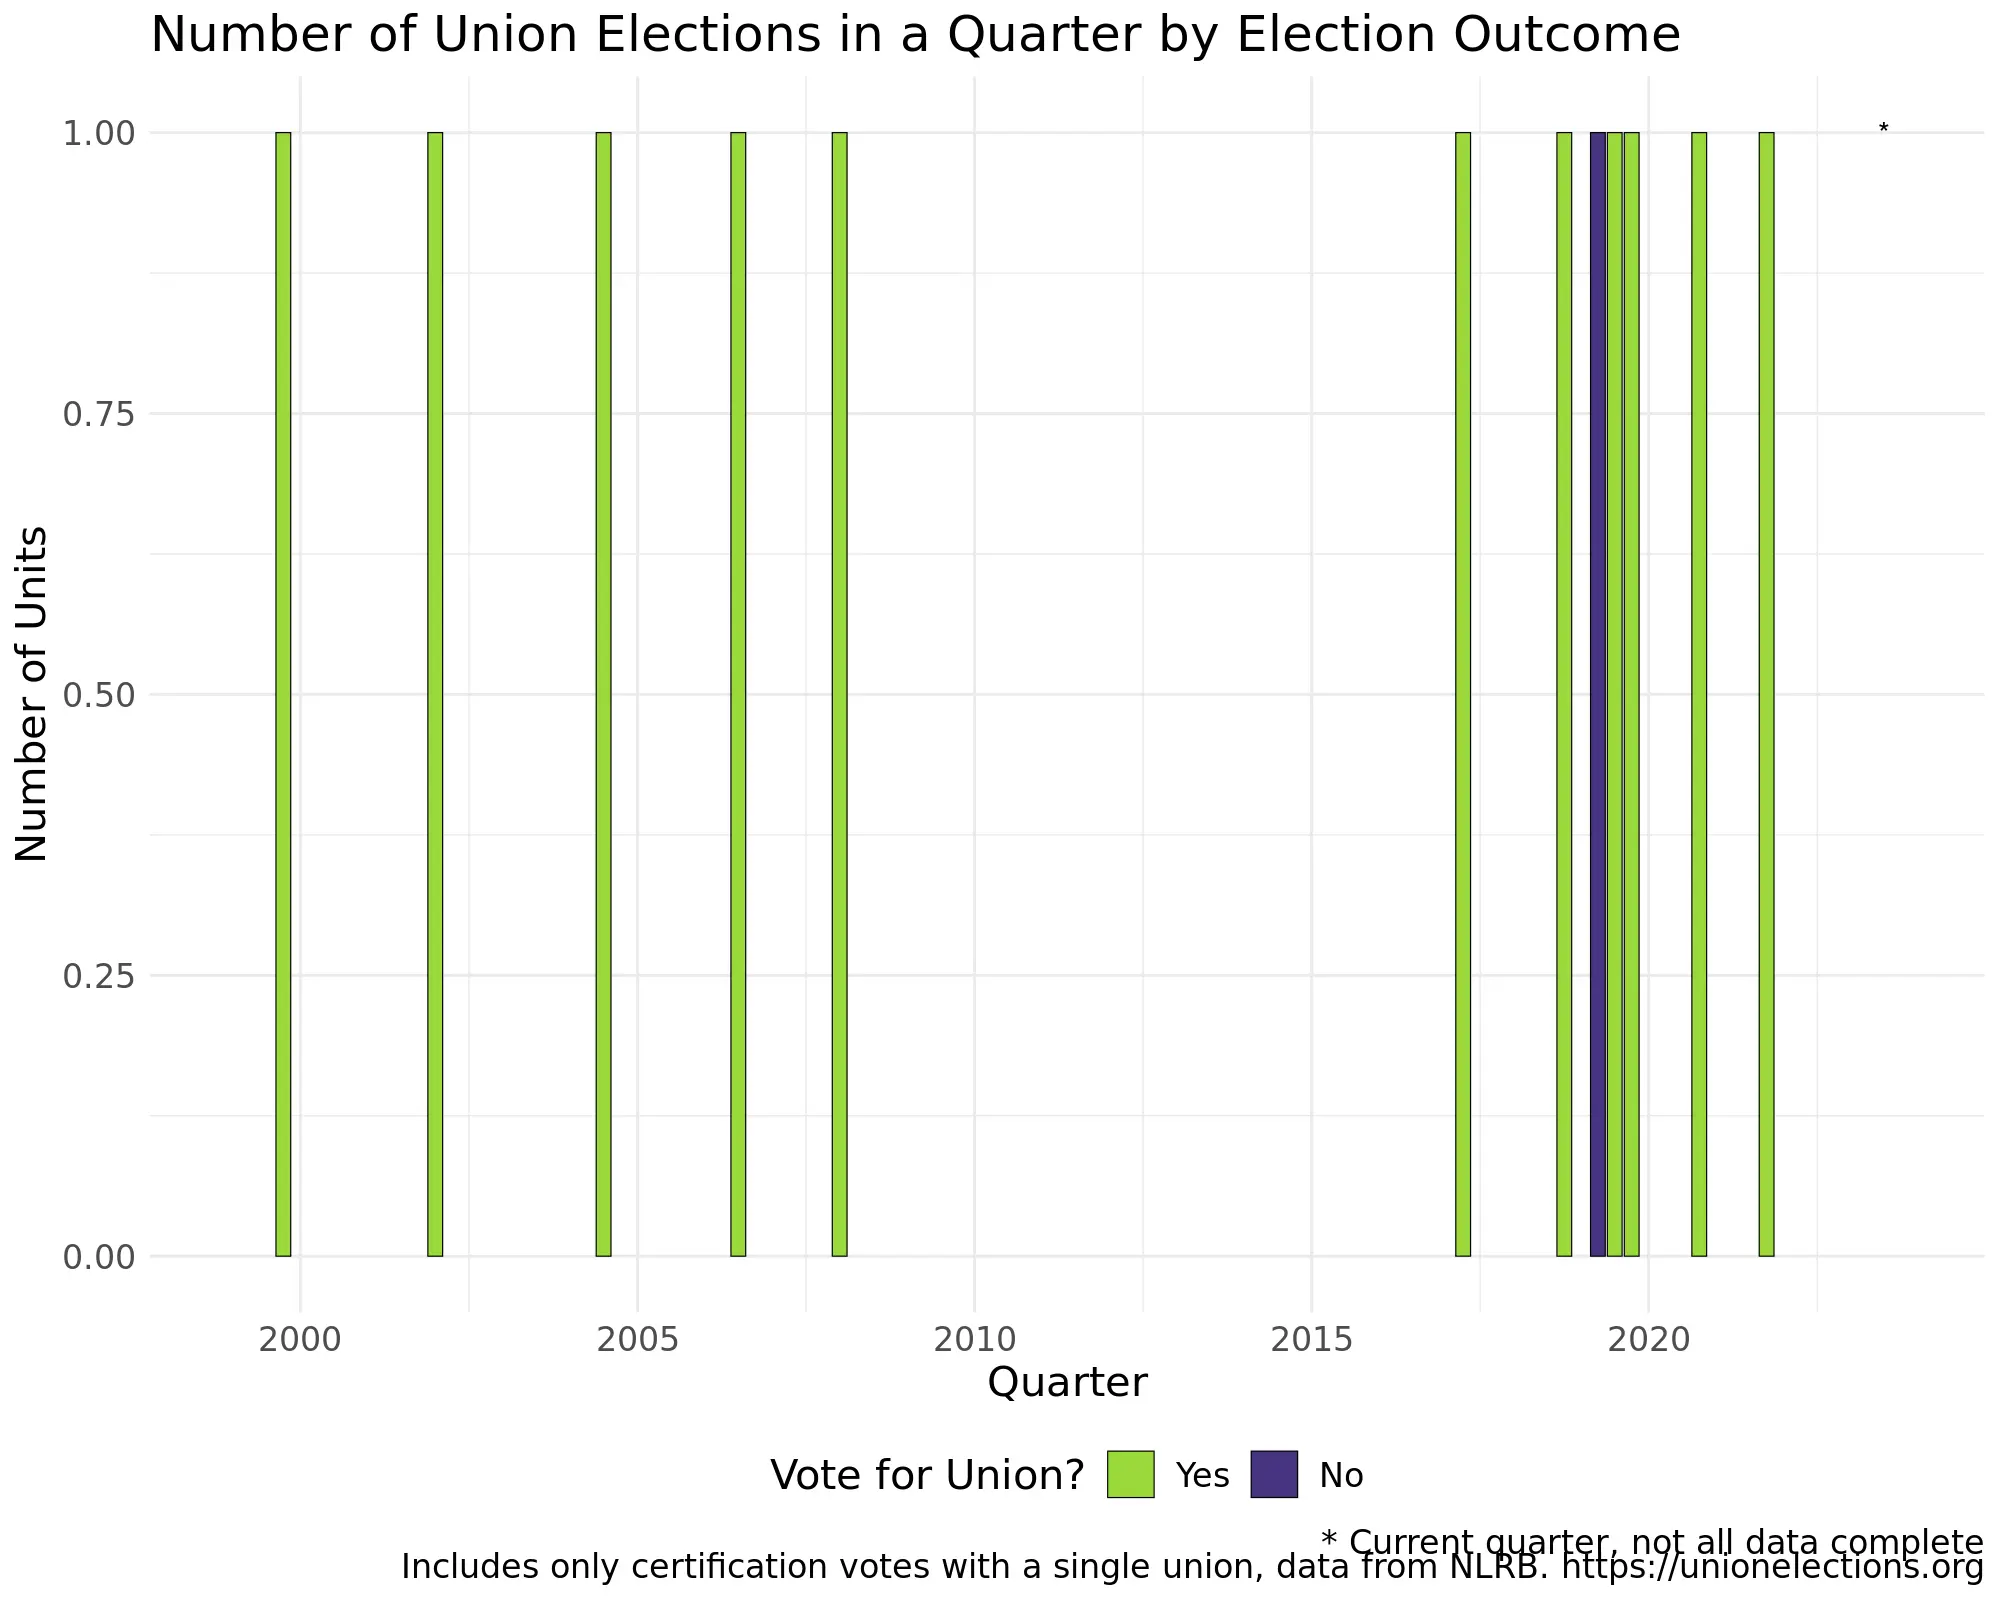 Number of Union Elections in a Quarter by Election Outcome
1.00
*
0.75
0.50
0.25
0.00
Number of Units
2000 2005 2010 2015 2020
Quarter
Vote for Union? Yes No
* Current quarter, not all data complete
Includes only certification votes with a single union, data from NLRB. https://unionelections.org